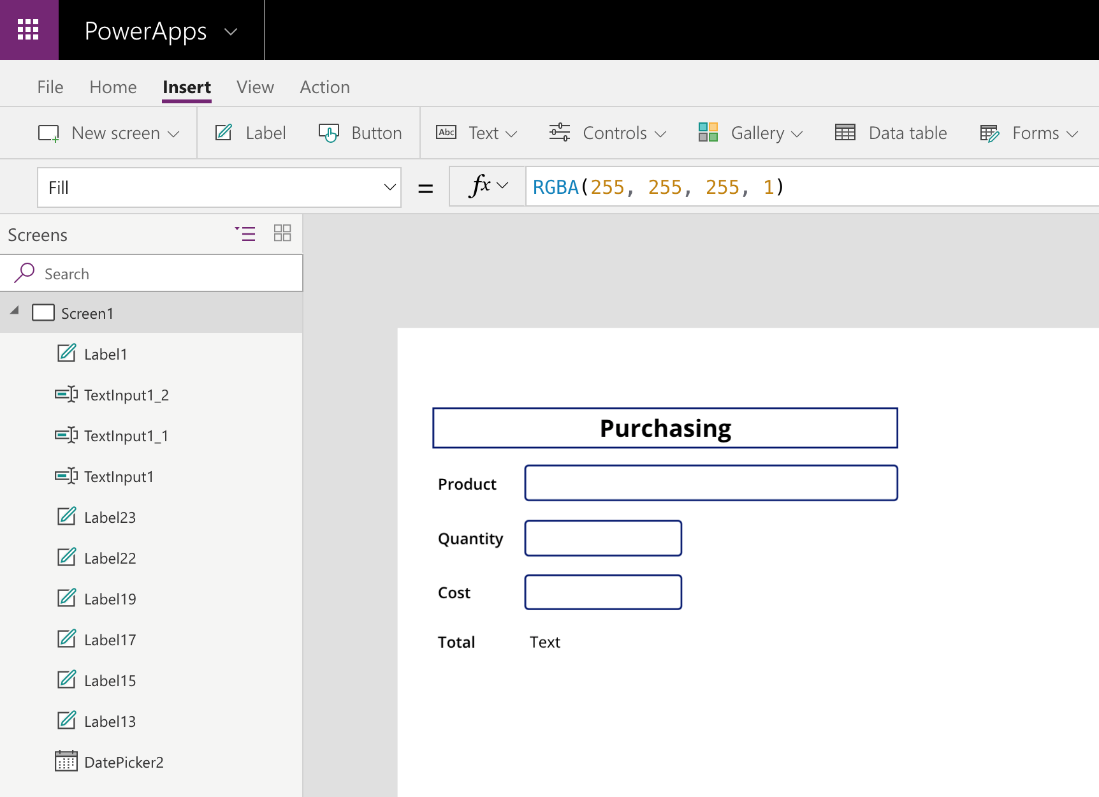 PowerApps
File Home Insert View Action
New screen Label Button Abc Text Controls Gallery Data table Forms
Fill = fx RGBA(255, 255, 255, 1)
Screens
Search
Screen1
Label1
TextInput1_2
TextInput1_1
TextInput1
Label23
Label22
Label19
Label17
Label15
Label13
DatePicker2
Purchasing
Product
Quantity
Cost
Total Text